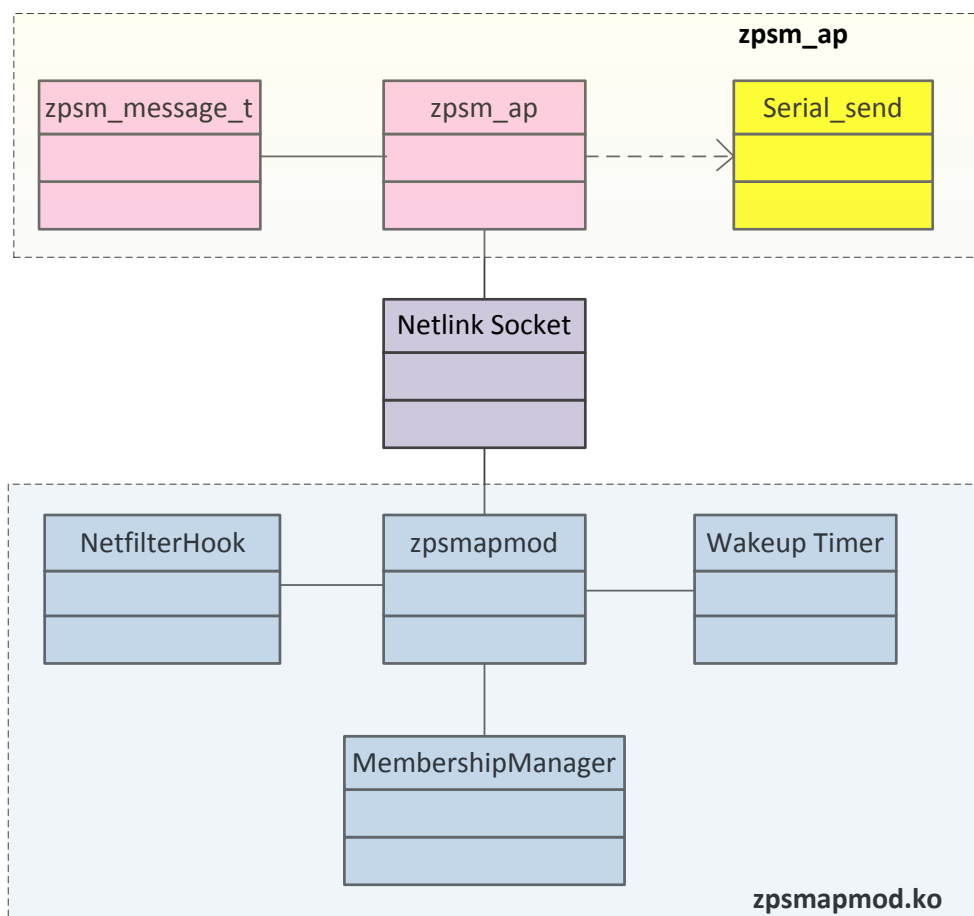 zpsm_ap
zpsm_message_t
zpsm_ap
Serial_send
Netlink Socket
NetfilterHook
zpsmapmod
Wakeup Timer
MembershipManager
zpsmapmod.ko